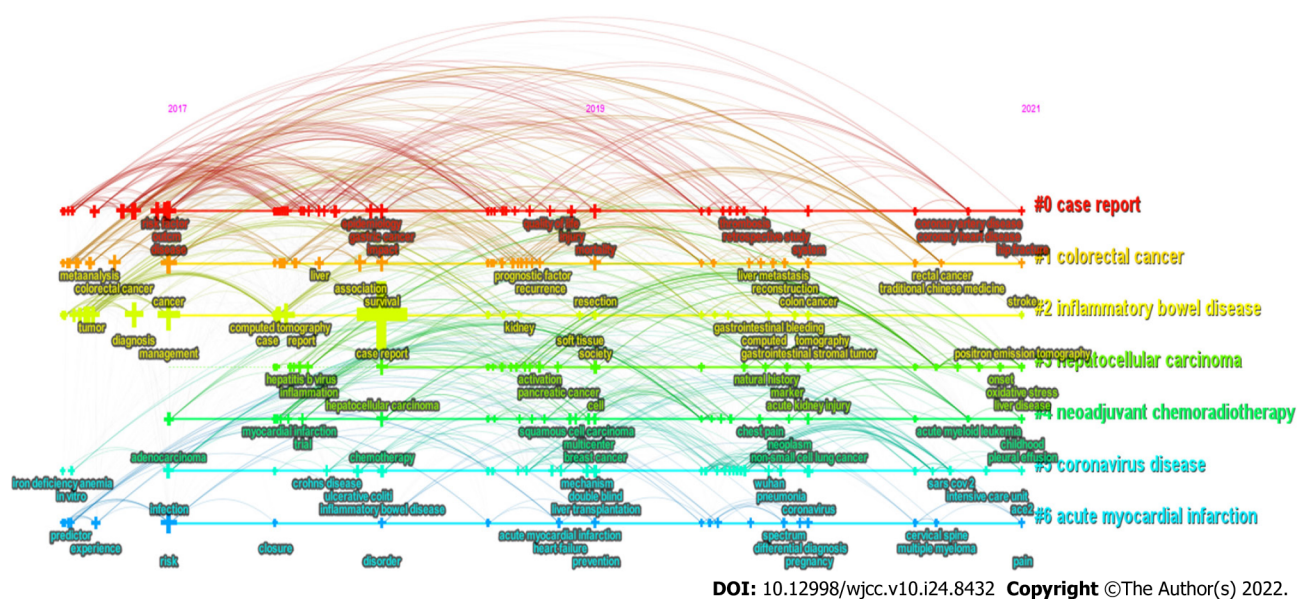 2017 2019 2021
#0 case report
risk factor epidemiology quality of life thrombosis coronary artery disease
gastric cancer injury retrospective study coronary heart disease
disease impact mortality system hip fracture
#1 colorectal cancer
metaanalysis liver prognostic factor liver metastasis rectal cancer
colorectal cancer association recurrence reconstruction traditional chinese medicine
cancer survival resection colon cancer stroke
#2 inflammatory bowel disease
tumor computed tomography kidney gastrointestinal bleeding
diagnosis case report soft tissue computed tomography
management case report society gastrointestinal stromal tumor positron emission tomography
#3 hepatocellular carcinoma
hepatitis b virus activation natural history onset
inflammation pancreatic cancer marker oxidative stress
hepatocellular carcinoma cell acute kidney injury liver disease
#4 neoadjuvant chemoradiotherapy
myocardial infarction squamous cell carcinoma chest pain acute myeloid leukemia
trial multicenter neoplasm childhood
adenocarcinoma chemotherapy breast cancer non-small cell lung cancer pleural effusion
#5 coronavirus disease
iron deficiency anemia crohns disease mechanism wuhan sars cov2
in vitro ulcerative coliti double blind pneumonia intensive care unit
infection inflammatory bowel disease liver transplantation coronavirus ace2
#6 acute myocardial infarction
predictor acute myocardial infarction spectrum cervical spine
experience closure heart failure differential diagnosis multiple myeloma
risk disorder prevention pregnancy pain
DOI: 10.12998/wjcc.v10.i24.8432 Copyright ©The Author(s) 2022.